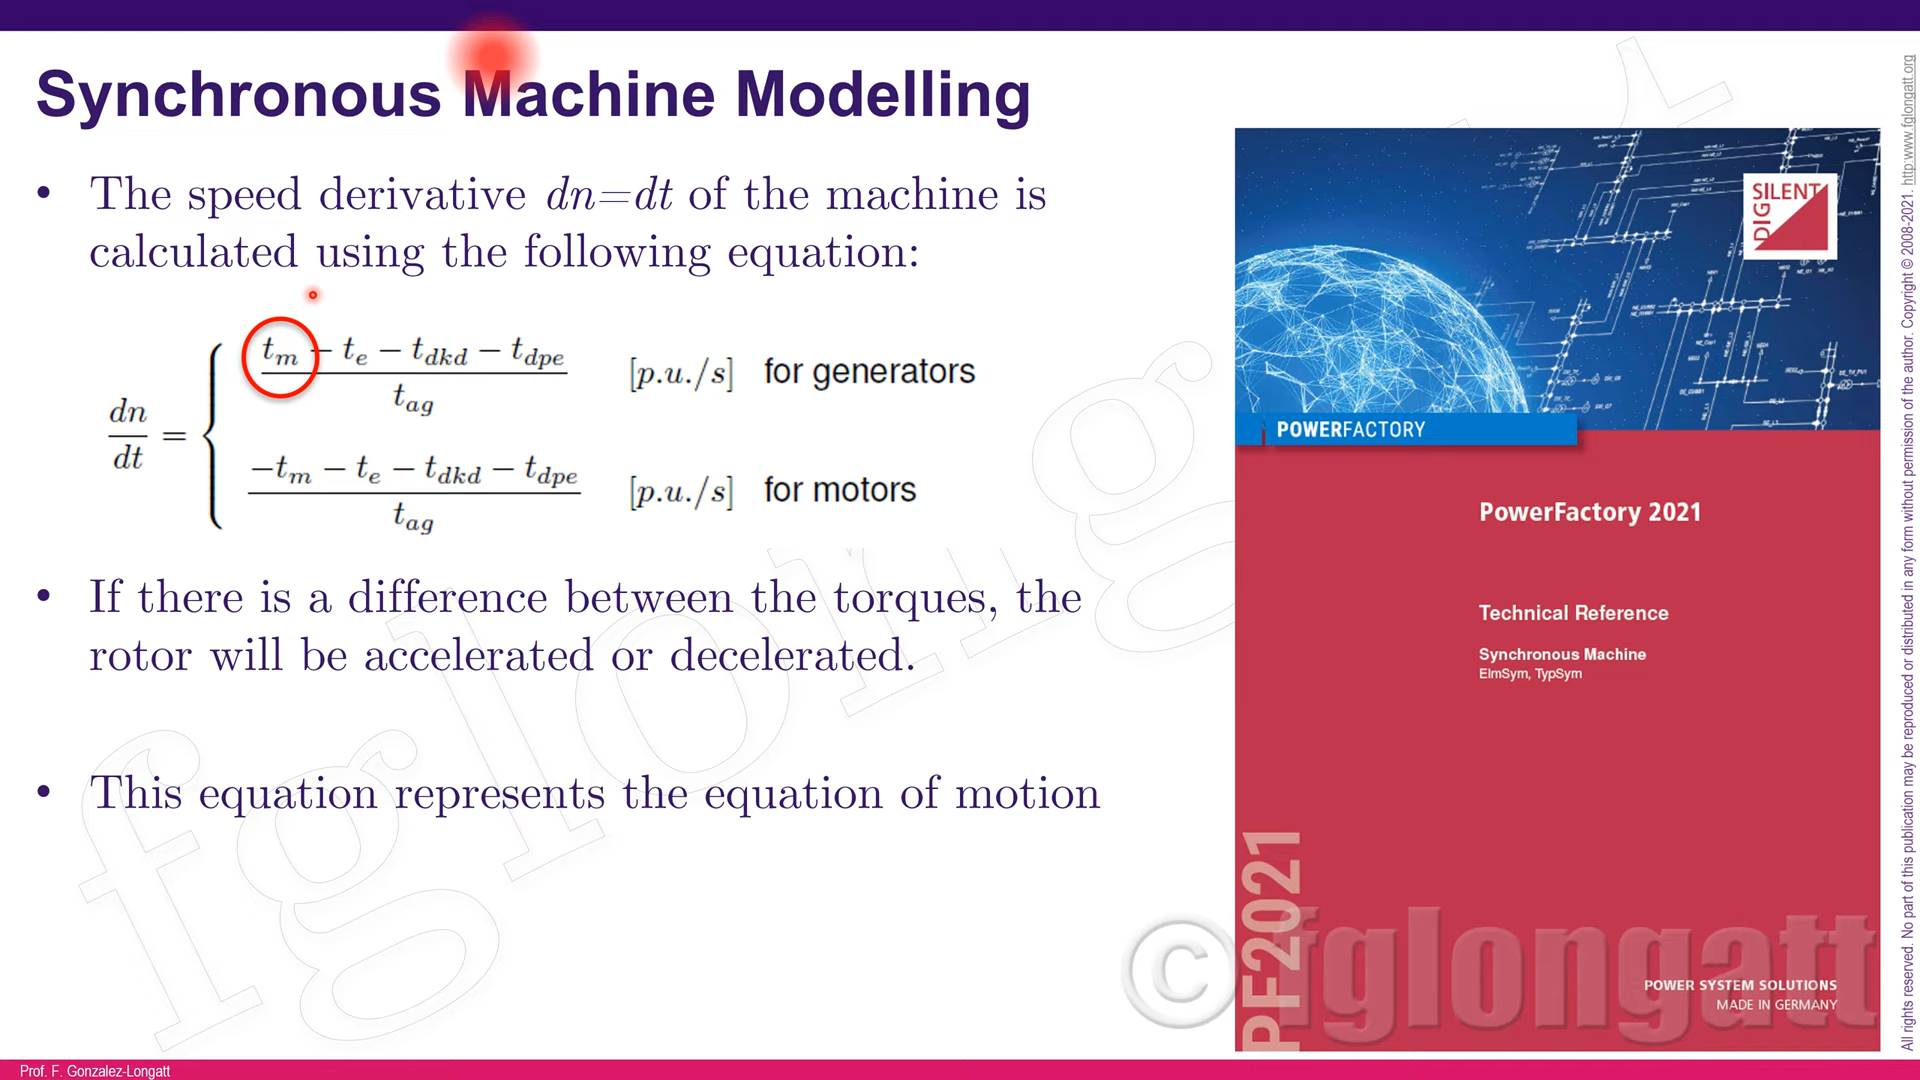 Synchronous Machine Modelling
• The speed derivative dn=dt of the machine is
calculated using the following equation:
dn/dt = { (t_m − t_e − t_dkd − t_dpe)/t_ag [p.u./s] for generators
(−t_m − t_e − t_dkd − t_dpe)/t_ag [p.u./s] for motors
• If there is a difference between the torques, the
rotor will be accelerated or decelerated.
• This equation represents the equation of motion
DIgSILENT
POWERFACTORY
PowerFactory 2021
Technical Reference
Synchronous Machine
ElmSym, TypSym
PF2021
POWER SYSTEM SOLUTIONS
MADE IN GERMANY
© fglongatt
fglongatt
All rights reserved. No part of this publication may be reproduced or distributed in any form without permission of the author. Copyright © 2008-2021. http:www.fglongatt.org
Prof. F. Gonzalez-Longatt